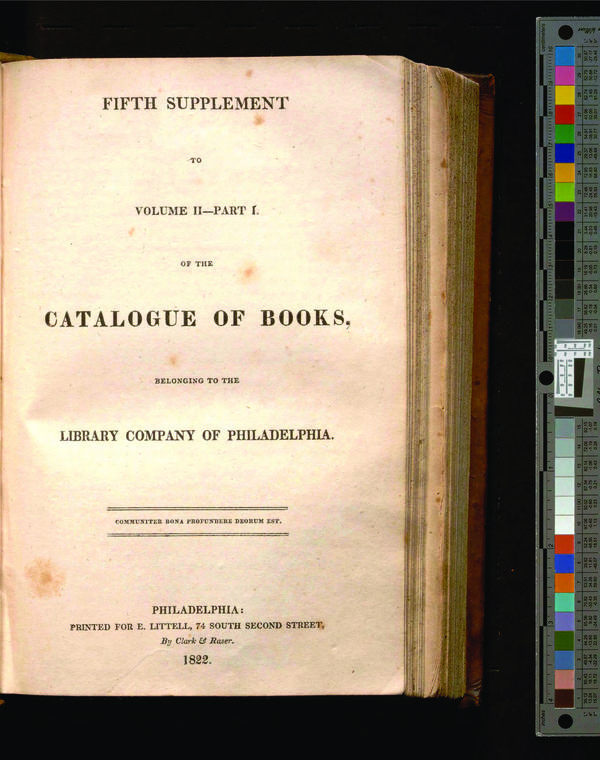 FIFTH SUPPLEMENT
TO
VOLUME II—PART I.
OF THE
CATALOGUE OF BOOKS,
BELONGING TO THE
LIBRARY COMPANY OF PHILADELPHIA.
COMMUNITER BONA PROFUNDERE DEORUM EST.
PHILADELPHIA:
PRINTED FOR E. LITTELL, 74 SOUTH SECOND STREET,
By Clark & Raser.
1822.